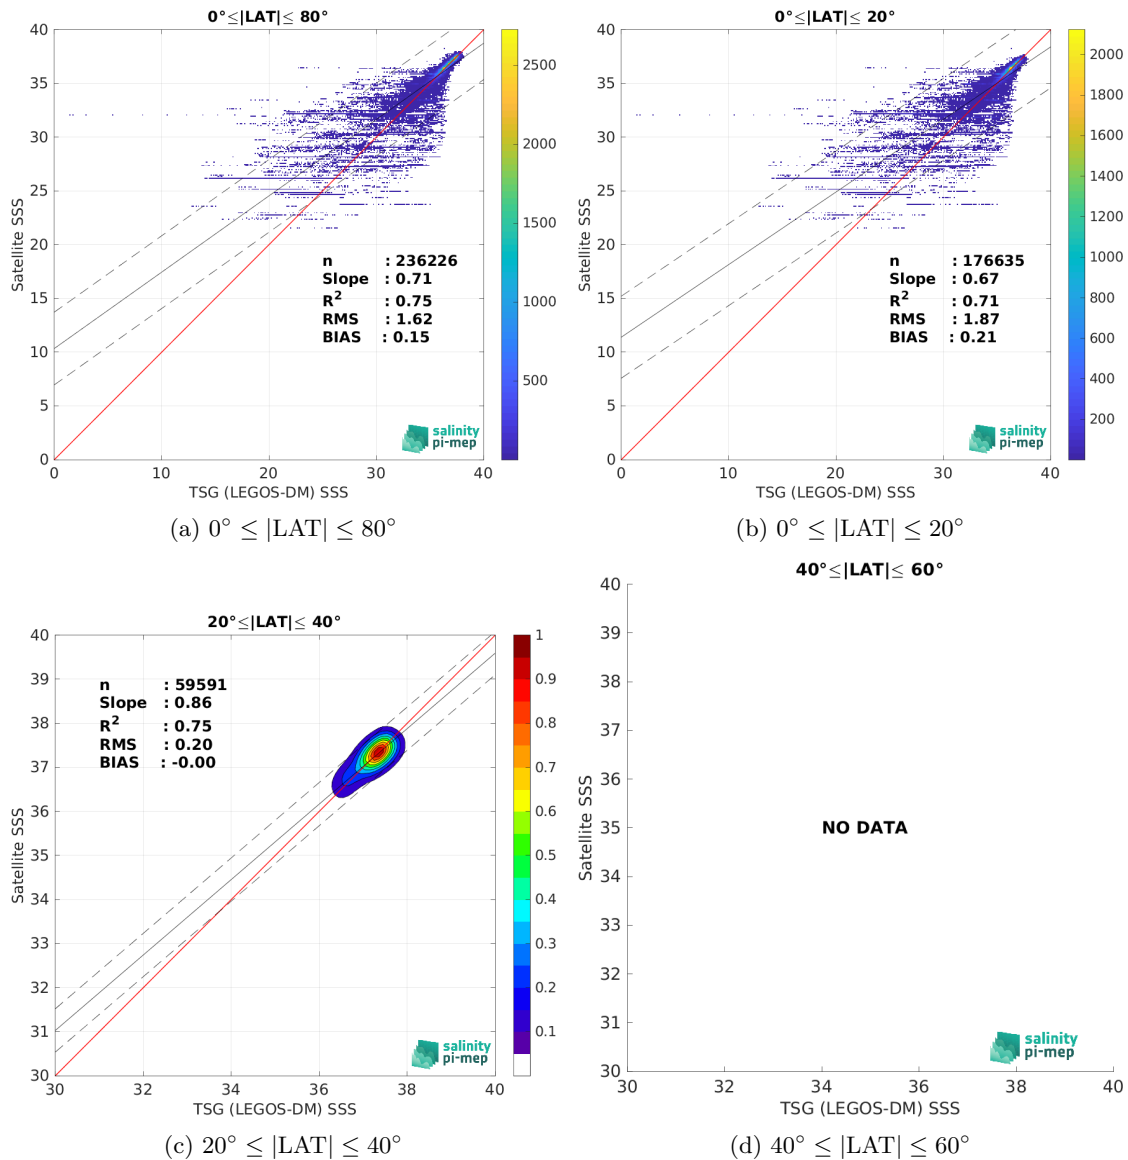 0°≤|LAT|≤ 80°
40
35
30
25
20
15
10
5
0
Satellite SSS
n : 236226
Slope : 0.71
R² : 0.75
RMS : 1.62
BIAS : 0.15
salinity
pi-mep
0 10 20 30 40
TSG (LEGOS-DM) SSS
2500
2000
1500
1000
500
(a) 0° ≤ |LAT| ≤ 80°
0°≤|LAT|≤ 20°
40
35
30
25
20
15
10
5
0
Satellite SSS
n : 176635
Slope : 0.67
R² : 0.71
RMS : 1.87
BIAS : 0.21
salinity
pi-mep
0 10 20 30 40
TSG (LEGOS-DM) SSS
2000
1800
1600
1400
1200
1000
800
600
400
200
(b) 0° ≤ |LAT| ≤ 20°
20°≤|LAT|≤ 40°
40
39
38
37
36
35
34
33
32
31
30
Satellite SSS
n : 59591
Slope : 0.86
R² : 0.75
RMS : 0.20
BIAS : -0.00
salinity
pi-mep
30 32 34 36 38 40
TSG (LEGOS-DM) SSS
1
0.9
0.8
0.7
0.6
0.5
0.4
0.3
0.2
0.1
(c) 20° ≤ |LAT| ≤ 40°
40°≤|LAT|≤ 60°
40
39
38
37
36
35
34
33
32
31
30
Satellite SSS
NO DATA
salinity
pi-mep
30 32 34 36 38 40
TSG (LEGOS-DM) SSS
(d) 40° ≤ |LAT| ≤ 60°